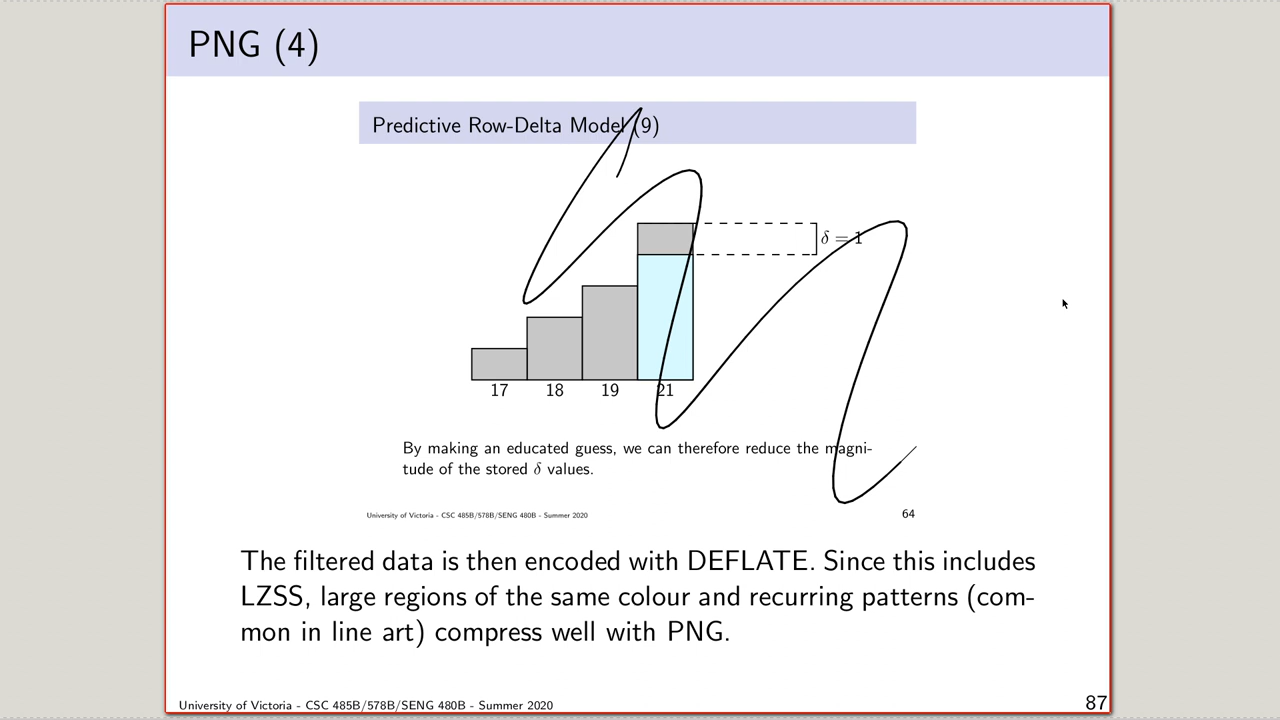 PNG (4)
Predictive Row-Delta Model (9)
δ = 1
17 18 19 21
By making an educated guess, we can therefore reduce the magni-
tude of the stored δ values.
University of Victoria - CSC 485B/578B/SENG 480B - Summer 2020 64
The filtered data is then encoded with DEFLATE. Since this includes
LZSS, large regions of the same colour and recurring patterns (com-
mon in line art) compress well with PNG.
University of Victoria - CSC 485B/578B/SENG 480B - Summer 2020 87